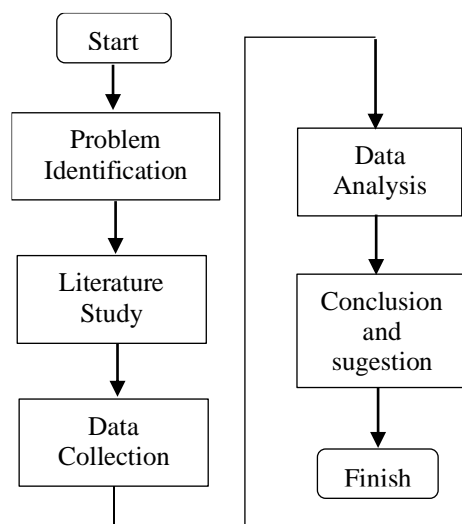 Start
Problem
Identification
Literature
Study
Data
Collection
Data
Analysis
Conclusion
and
sugestion
Finish